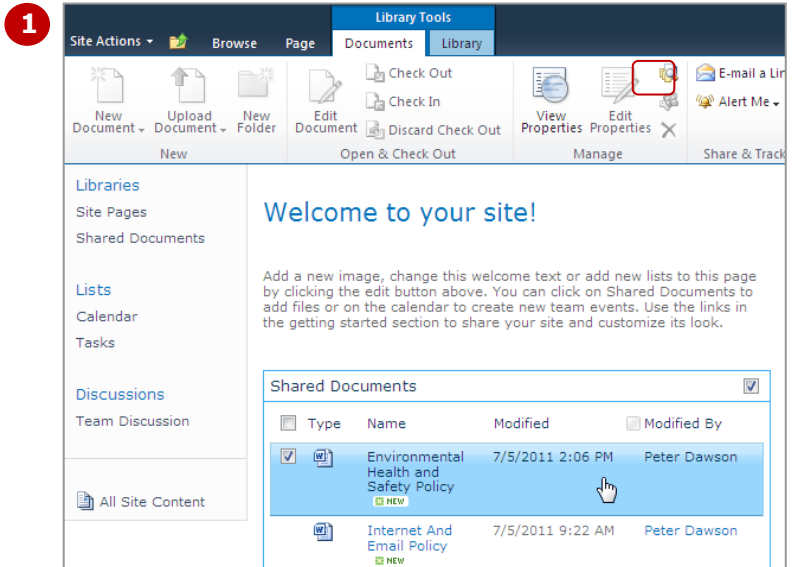 1
Library Tools
Site Actions Browse Page Documents Library
Check Out
Check In
Discard Check Out
E-mail a Lin
Alert Me
New Document
Upload Document
New Folder
Edit Document
View Properties
Edit Properties
New Open & Check Out Manage Share & Track
Libraries
Site Pages
Shared Documents
Lists
Calendar
Tasks
Discussions
Team Discussion
All Site Content
Welcome to your site!
Add a new image, change this welcome text or add new lists to this page
by clicking the edit button above. You can click on Shared Documents to
add files or on the calendar to create new team events. Use the links in
the getting started section to share your site and customize its look.
Shared Documents
Type Name Modified Modified By
Environmental 7/5/2011 2:06 PM Peter Dawson
Health and
Safety Policy
NEW
Internet And 7/5/2011 9:22 AM Peter Dawson
Email Policy
NEW